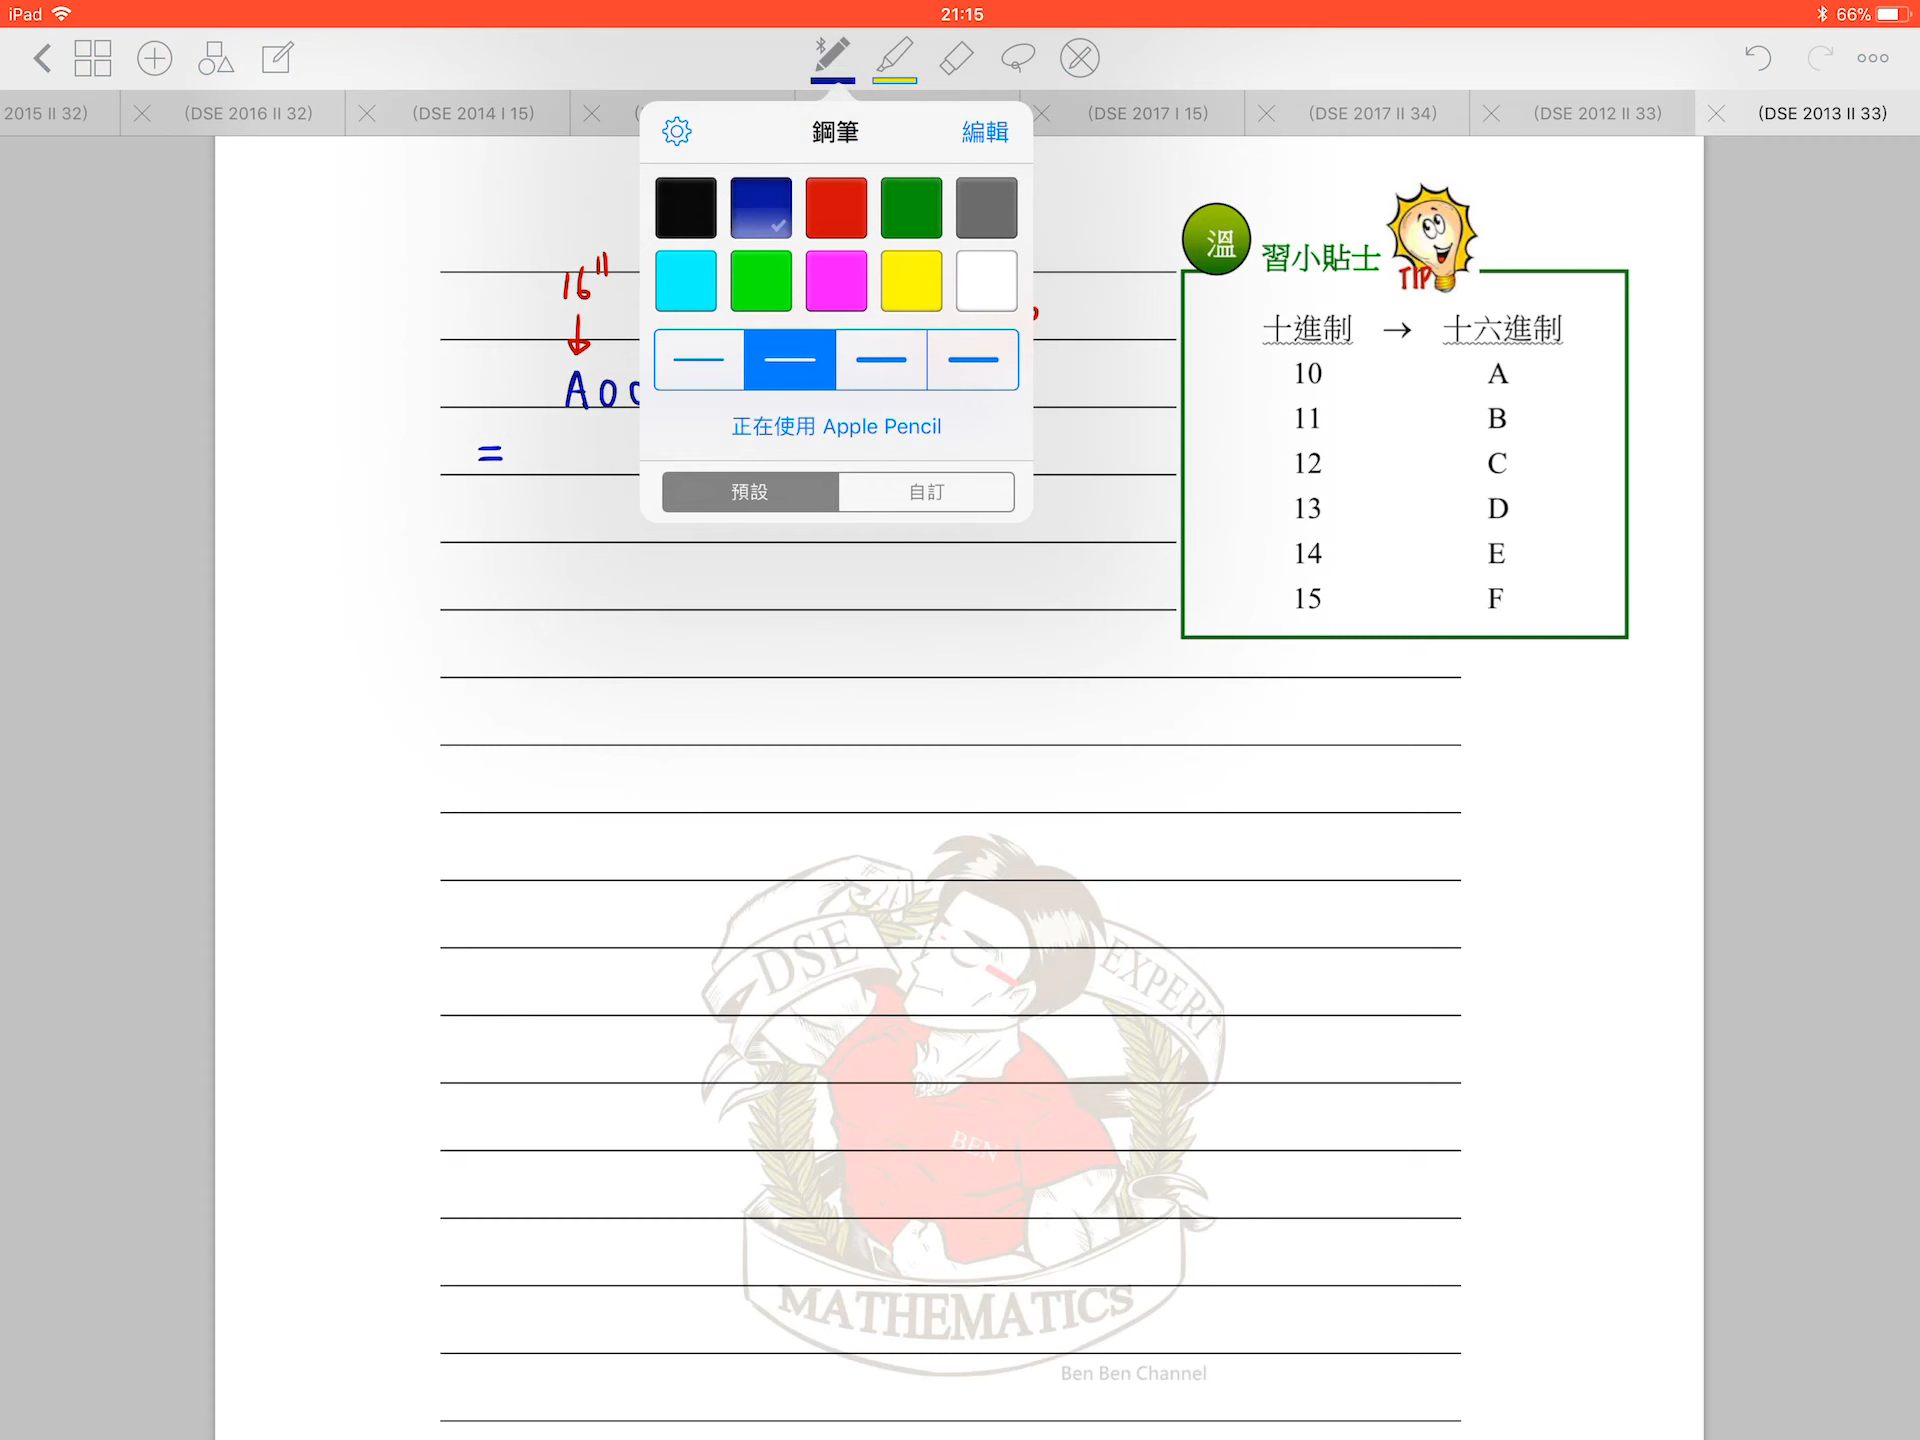 iPad 21:15 66%
2015 II 32) (DSE 2016 II 32) (DSE 2014 I 15) (DSE 2017 I 15) (DSE 2017 II 34) (DSE 2012 II 33) (DSE 2013 II 33)
鋼筆 編輯
正在使用 Apple Pencil
預設 自訂
16¹¹
↓
A00
=
溫習小貼士
TIP
十進制 → 十六進制
10 A
11 B
12 C
13 D
14 E
15 F
DSE EXPERT
BEN
MATHEMATICS
Ben Ben Channel